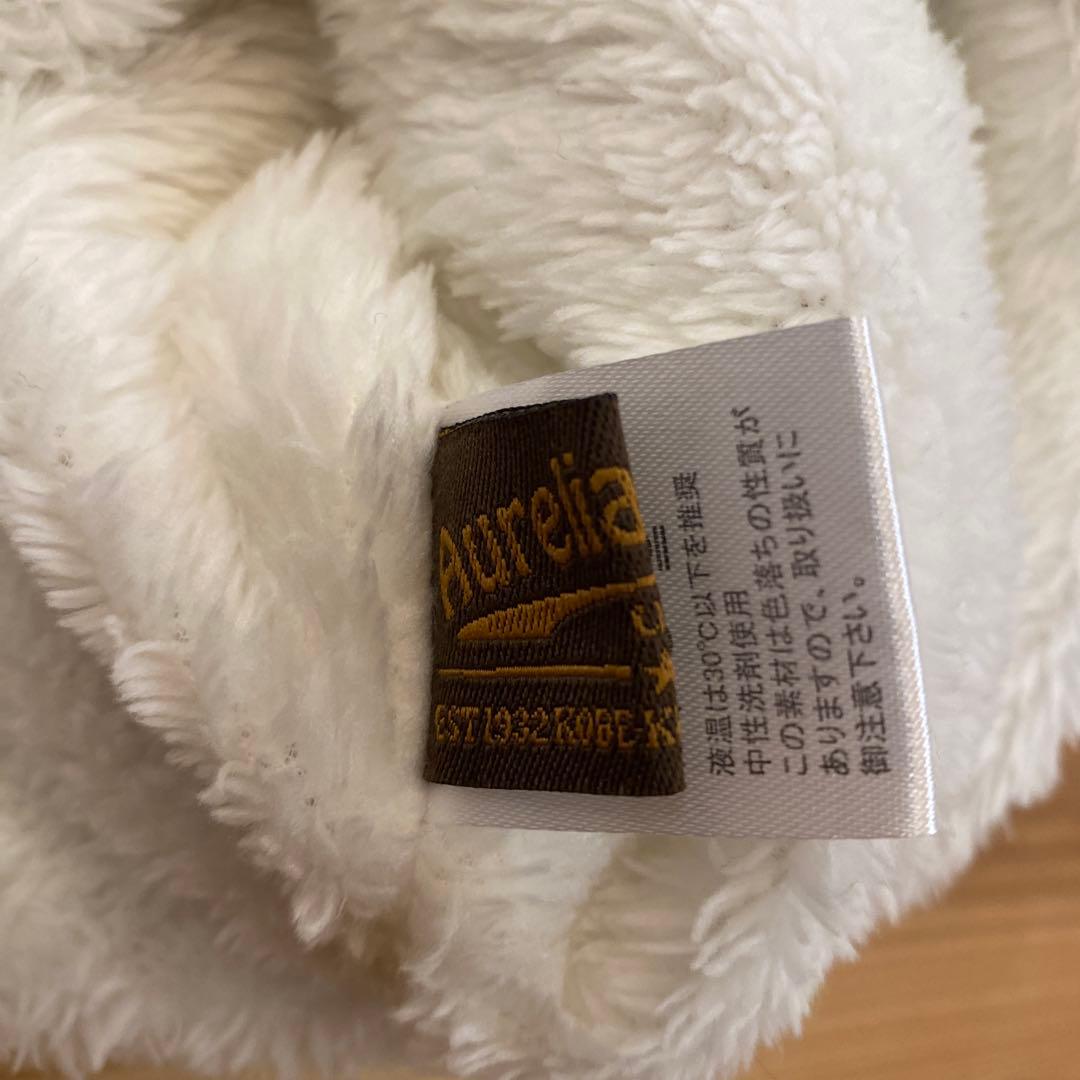 Aurelia
EST 1932 KOBE
液温は30℃以下を推奨
中性洗剤使用
この素材は色落ちの性質が
ありますので、取り扱いに
御注意下さい。